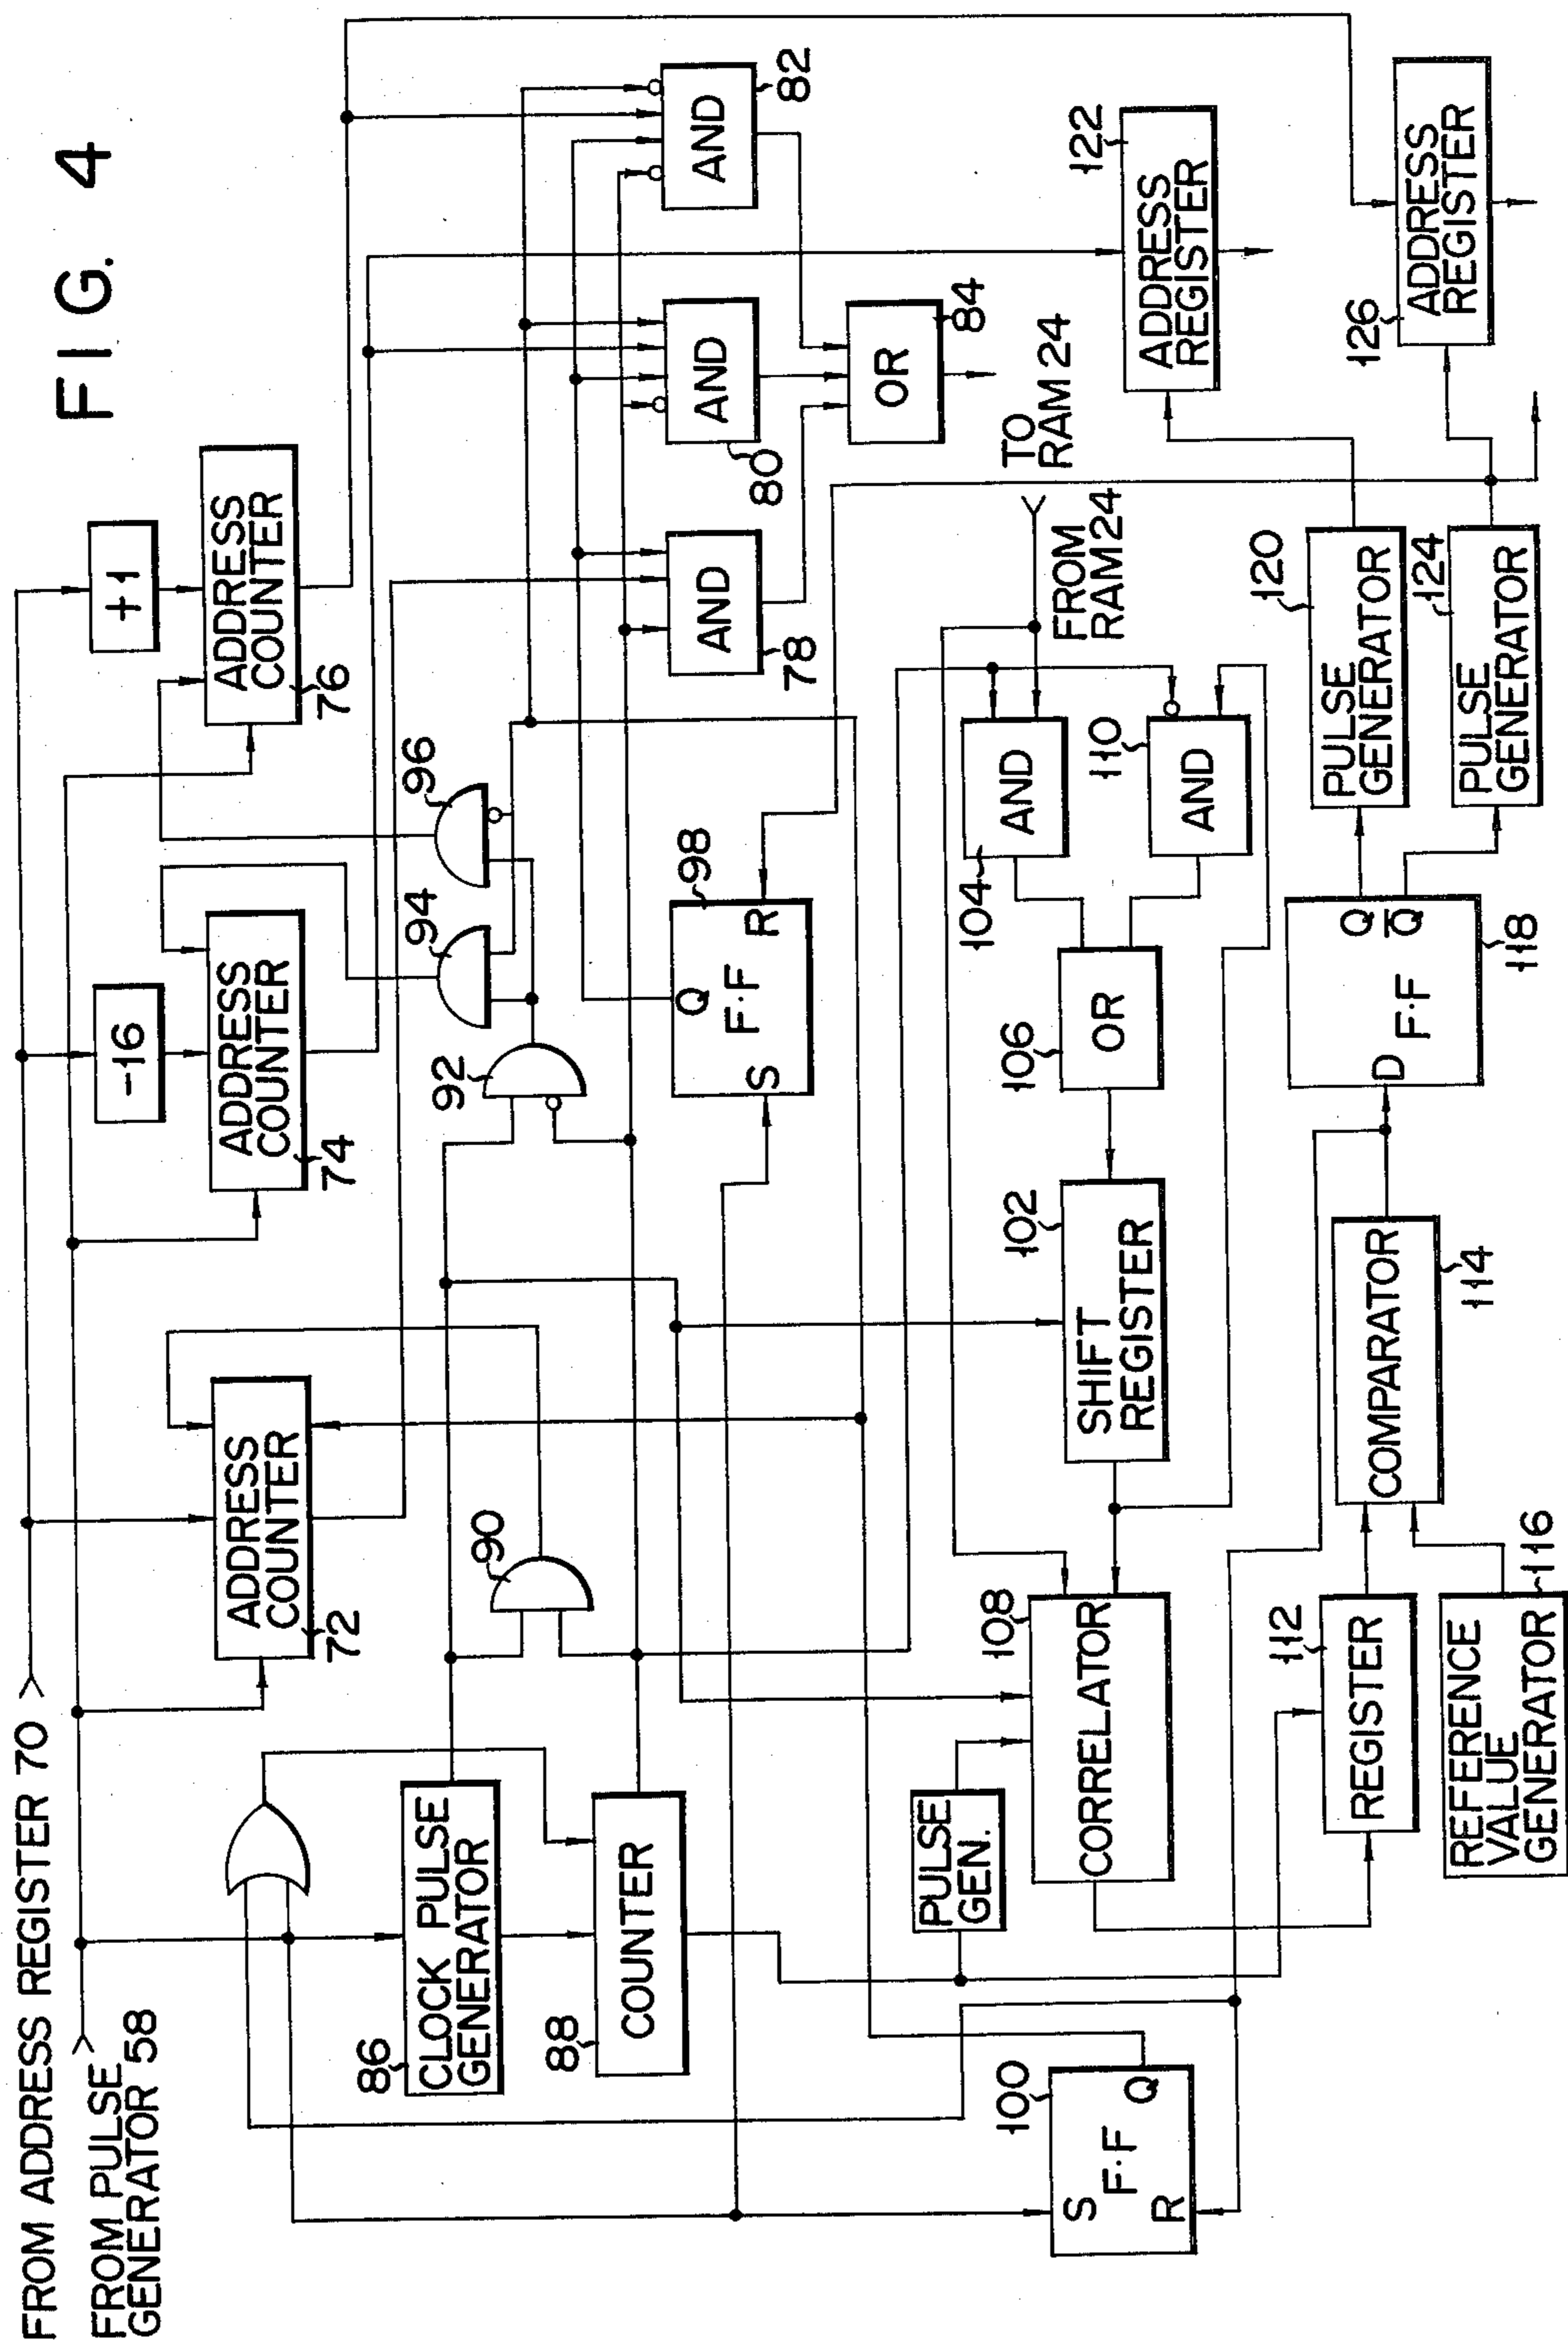 FIG. 4
FROM ADDRESS REGISTER 70
FROM PULSE
GENERATOR 58
+1
-16
ADDRESS
COUNTER
72
ADDRESS
COUNTER
74
ADDRESS
COUNTER
76
CLOCK PULSE
GENERATOR
86
COUNTER
88
90
92
94
96
S
F·F
Q
R
98
AND
78
AND
80
AND
82
OR
84
TO
RAM 24
FROM
RAM 24
S
F·F
Q
R
100
PULSE
GEN.
CORRELATOR
108
SHIFT
REGISTER
102
OR
106
AND
104
AND
110
ADDRESS
REGISTER
122
REGISTER
112
REFERENCE
VALUE
GENERATOR
116
COMPARATOR
114
D
F·F
Q
Q̅
118
PULSE
GENERATOR
120
PULSE
GENERATOR
124
ADDRESS
REGISTER
126